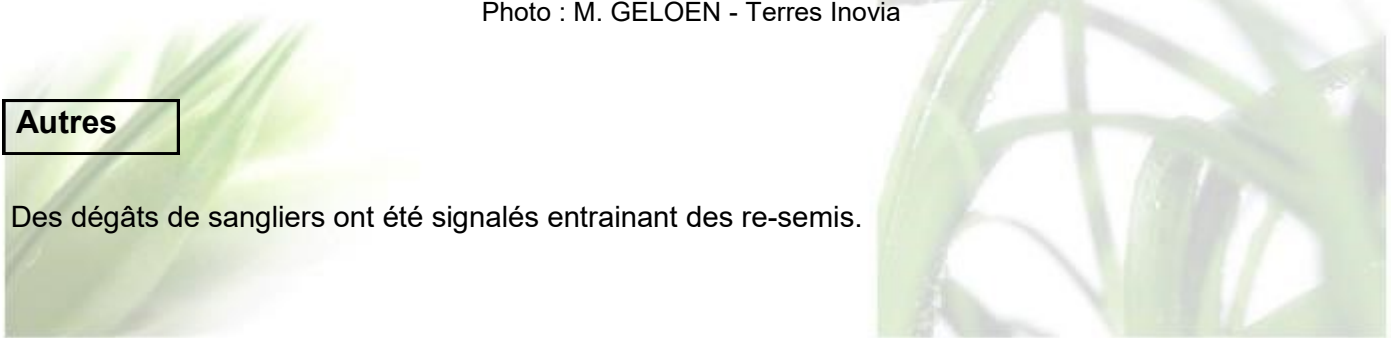 Photo : M. GELOEN - Terres Inovia
Autres
Des dégâts de sangliers ont été signalés entrainant des re-semis.